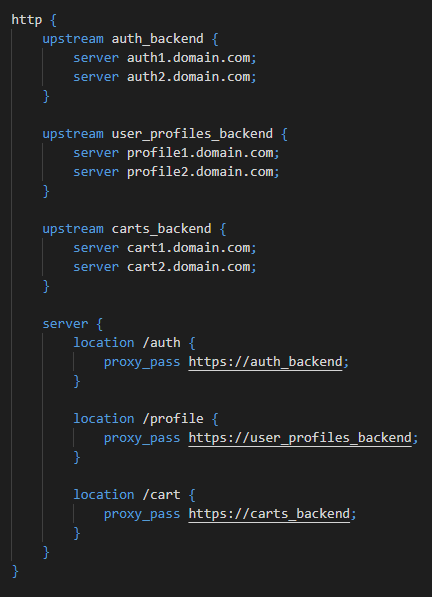 http {
    upstream auth_backend {
        server auth1.domain.com;
        server auth2.domain.com;
    }

    upstream user_profiles_backend {
        server profile1.domain.com;
        server profile2.domain.com;
    }

    upstream carts_backend {
        server cart1.domain.com;
        server cart2.domain.com;
    }

    server {
        location /auth {
            proxy_pass https://auth_backend;
        }

        location /profile {
            proxy_pass https://user_profiles_backend;
        }

        location /cart {
            proxy_pass https://carts_backend;
        }
    }
}